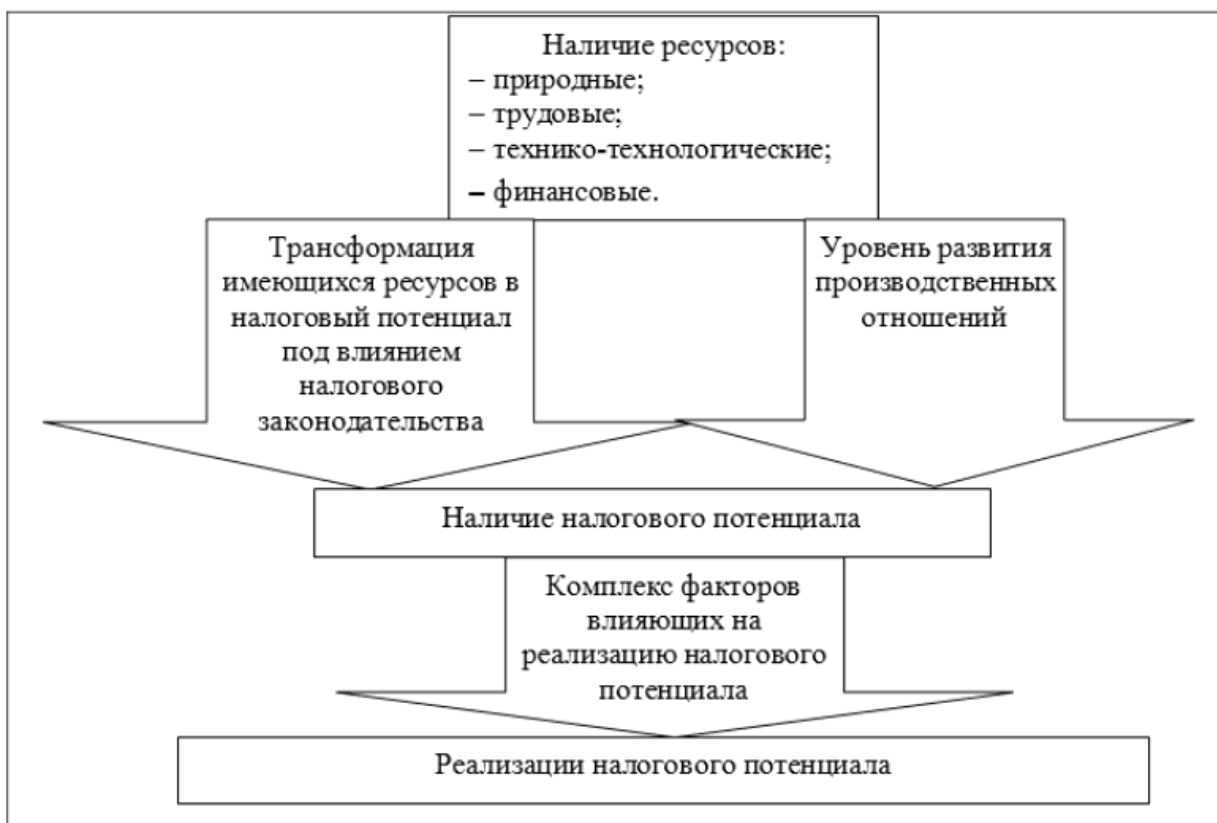 Наличие ресурсов:
– природные;
– трудовые;
– технико-технологические;
– финансовые.
Трансформация
имеющихся ресурсов в
налоговый потенциал
под влиянием
налогового
законодательства
Уровень развития
производственных
отношений
Наличие налогового потенциала
Комплекс факторов
влияющих на
реализацию налогового
потенциала
Реализации налогового потенциала